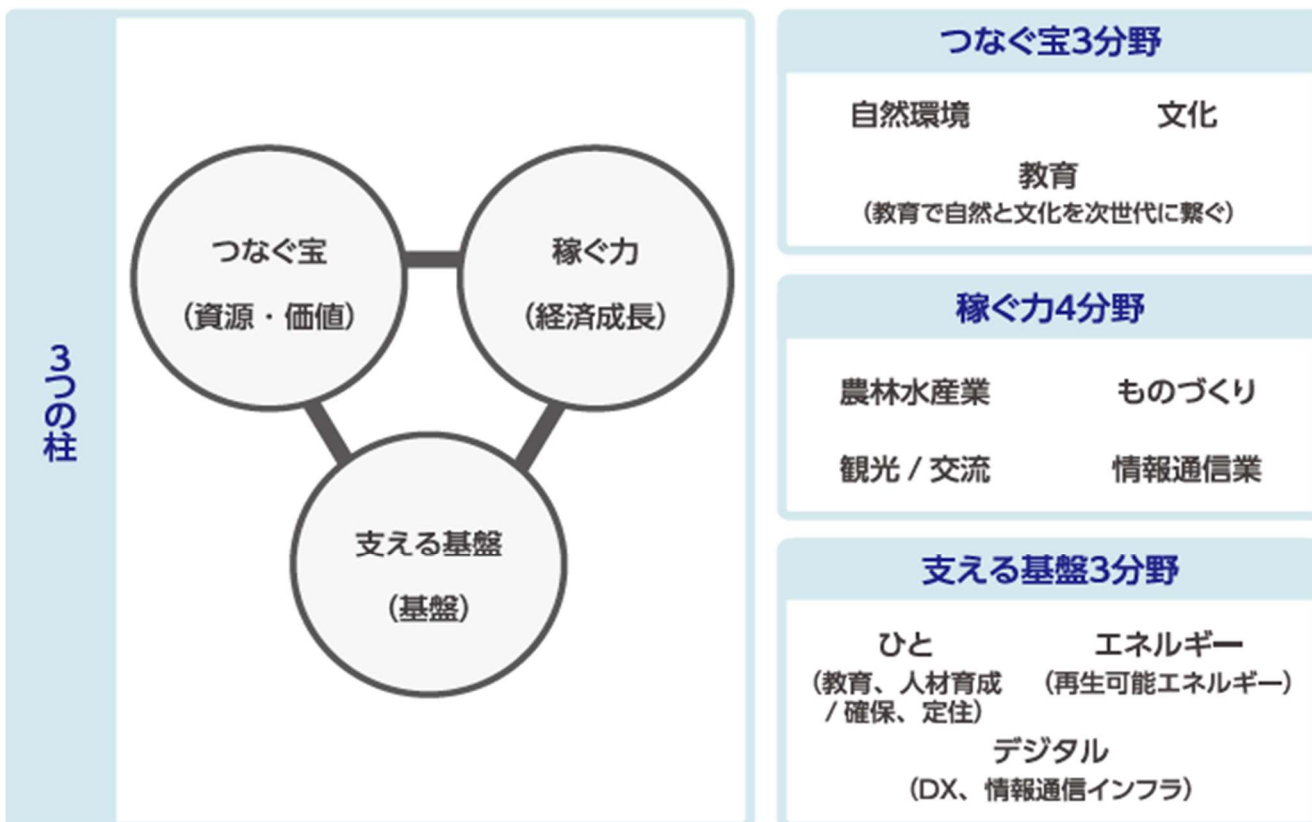 3つの柱
つなぐ宝
（資源・価値）
稼ぐ力
（経済成長）
支える基盤
（基盤）
つなぐ宝3分野
自然環境
文化
教育
（教育で自然と文化を次世代に繋ぐ）
稼ぐ力4分野
農林水産業
ものづくり
観光 / 交流
情報通信業
支える基盤3分野
ひと
（教育、人材育成
/ 確保、定住）
エネルギー
（再生可能エネルギー）
デジタル
（DX、情報通信インフラ）